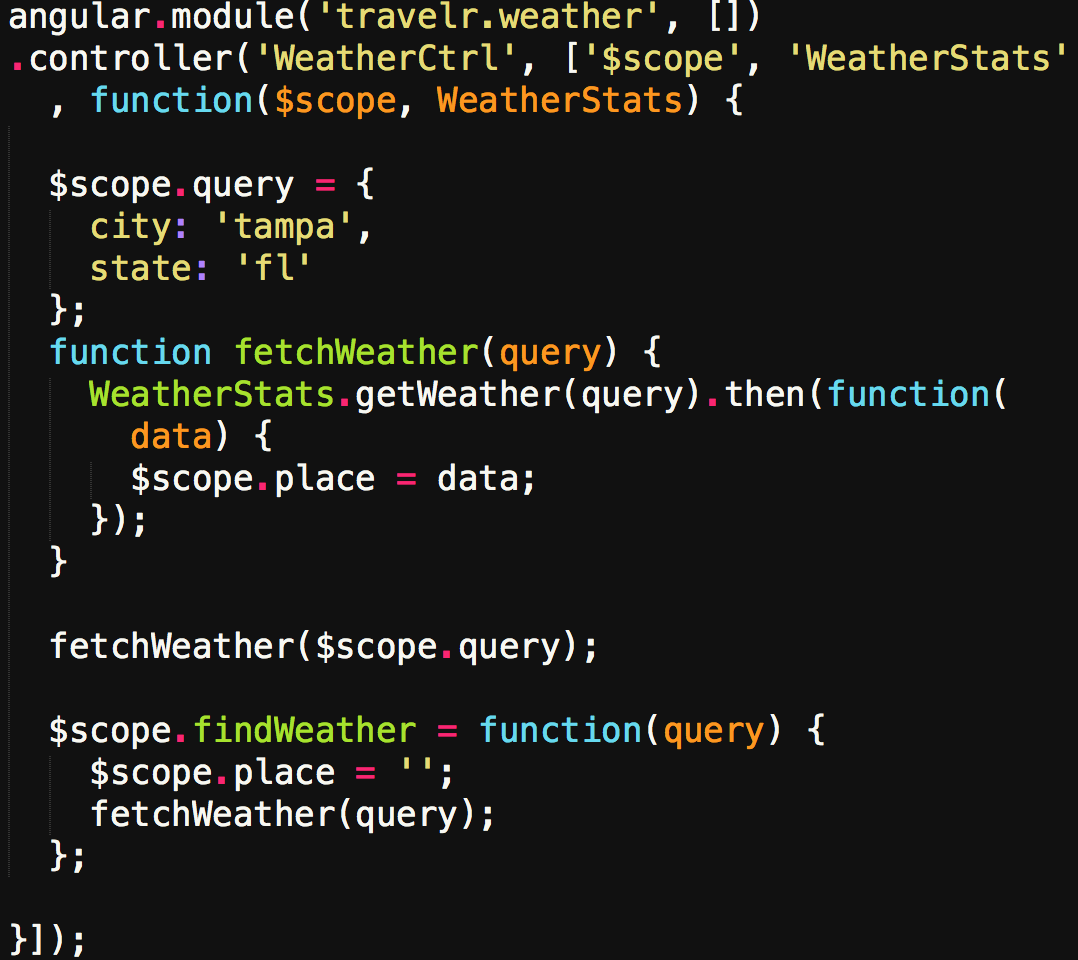 angular.module('travelr.weather', [])
.controller('WeatherCtrl', ['$scope', 'WeatherStats'
, function($scope, WeatherStats) {
$scope.query = {
city: 'tampa',
state: 'fl'
};
function fetchWeather(query) {
WeatherStats.getWeather(query).then(function(
data) {
$scope.place = data;
});
}
fetchWeather($scope.query);
$scope.findWeather = function(query) {
$scope.place = '';
fetchWeather(query);
};
}]);